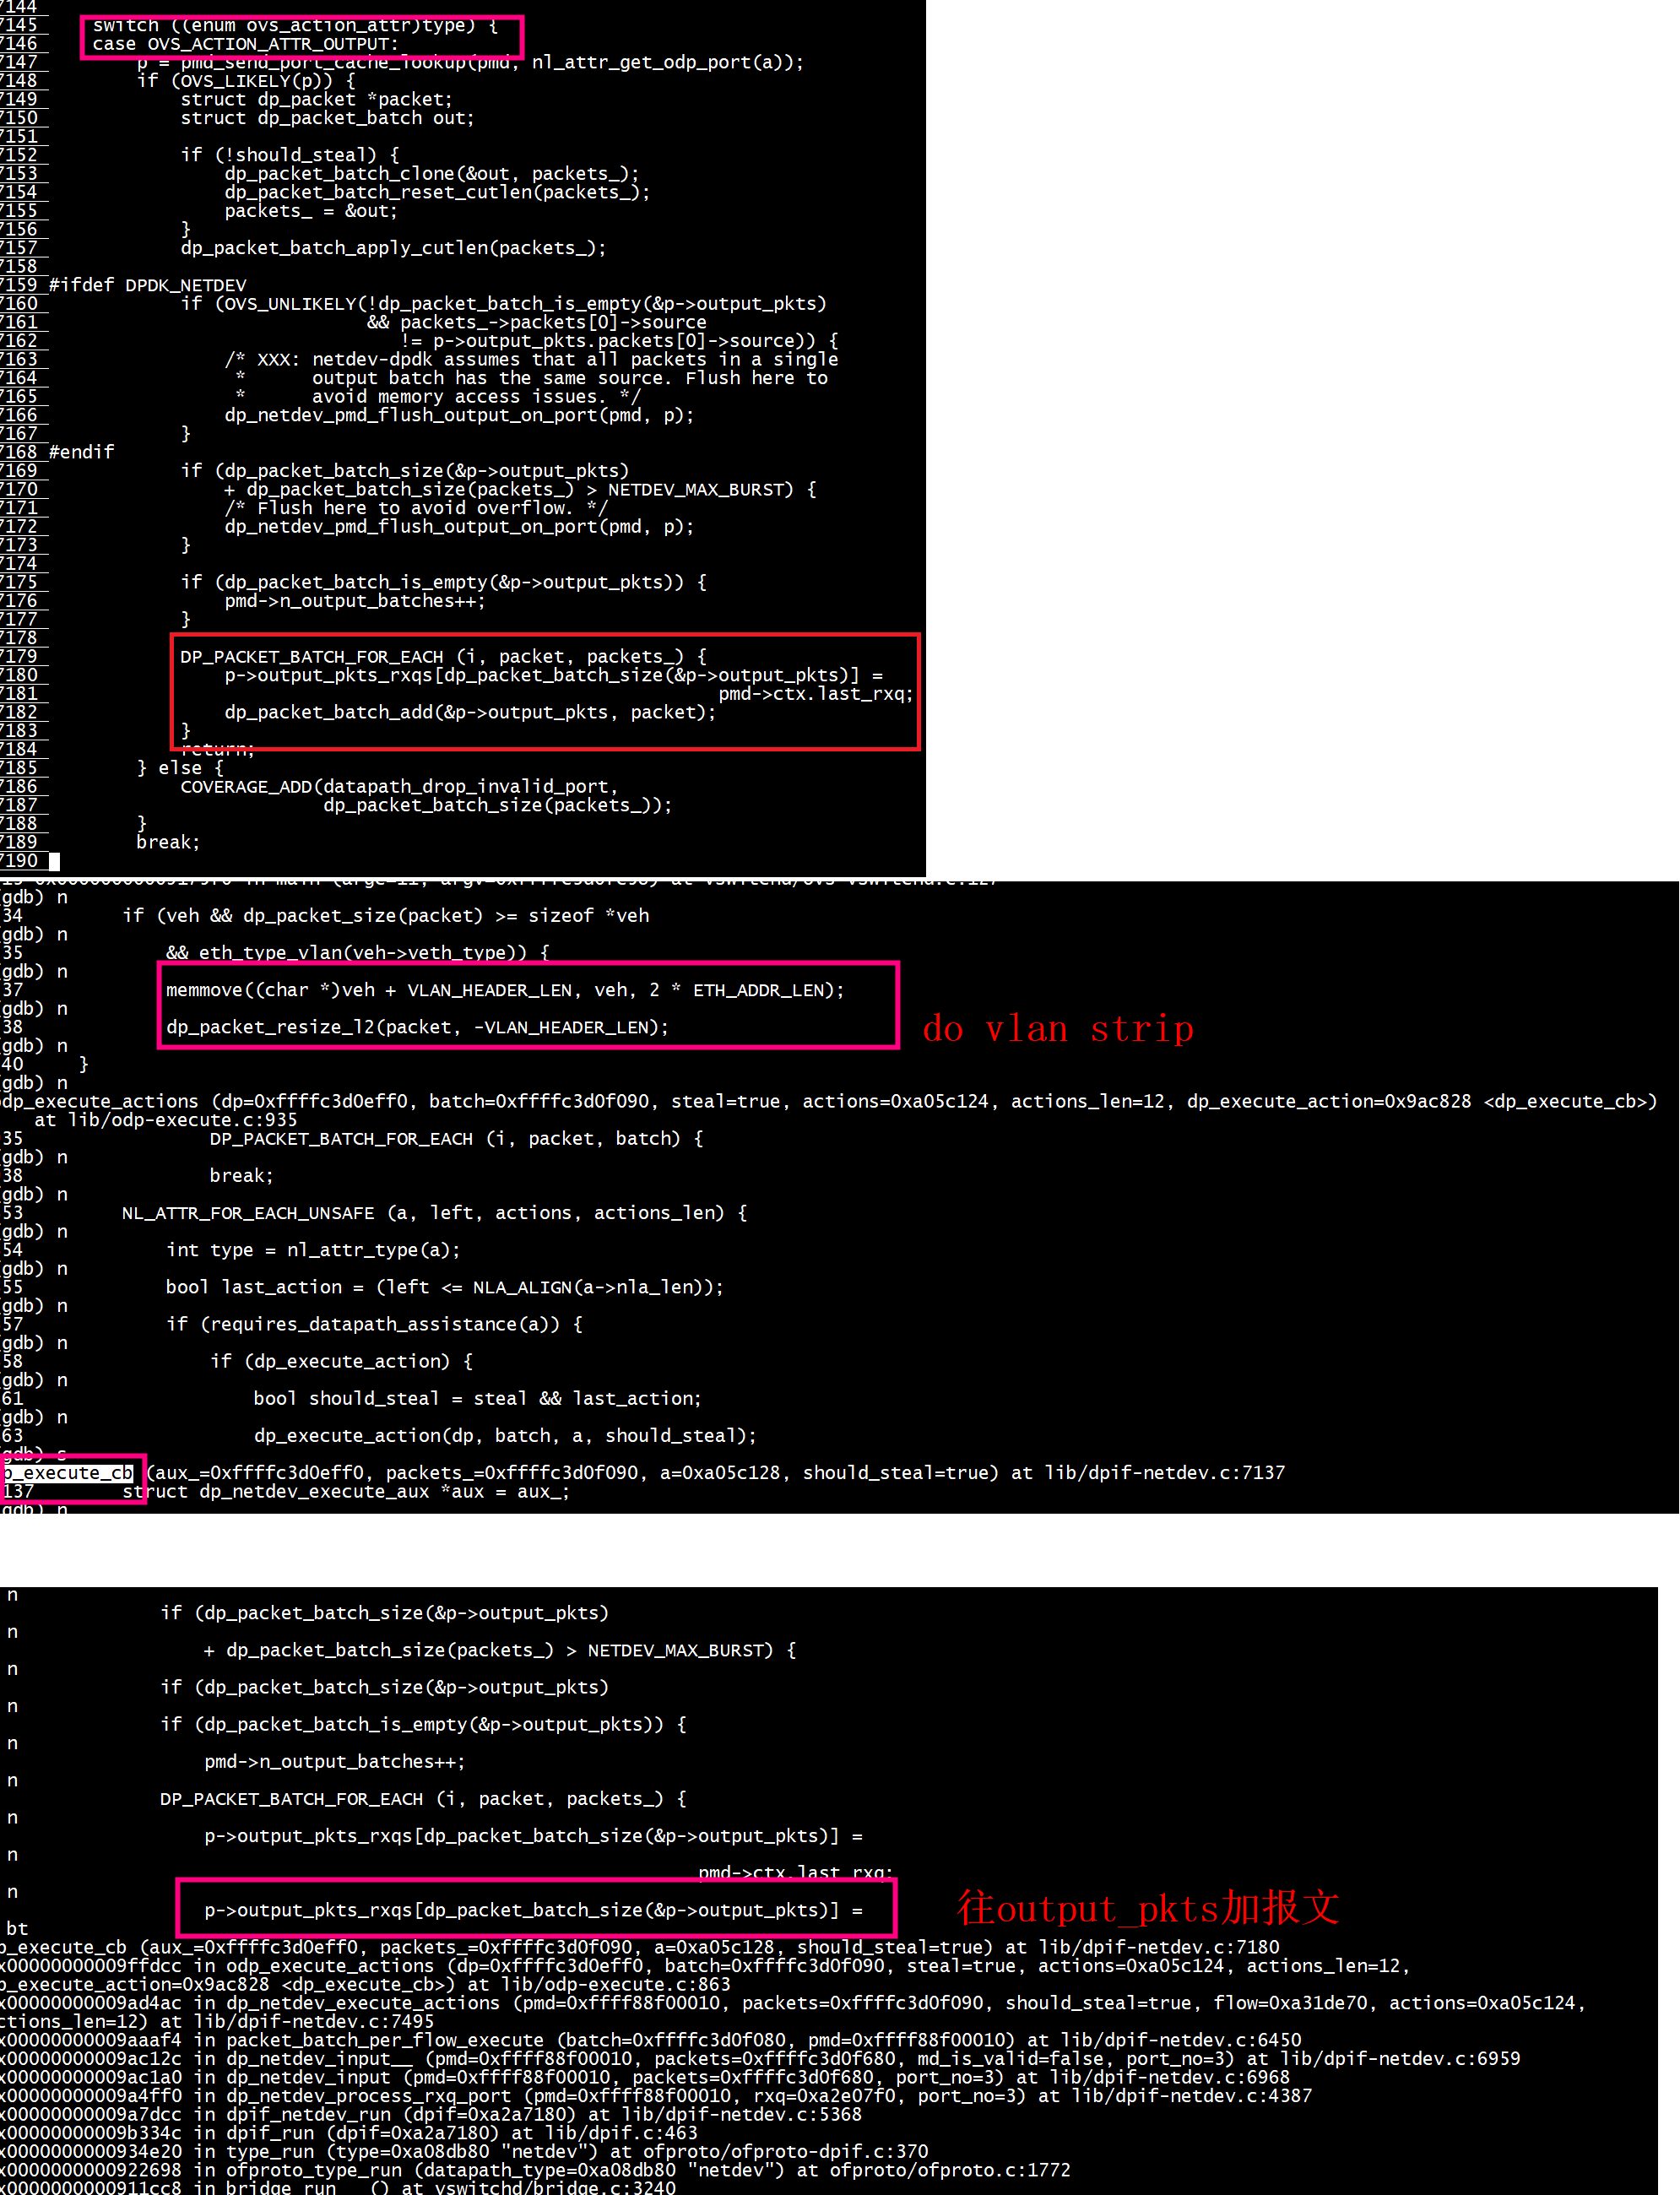 7144
7145    switch ((enum ovs_action_attr)type) {
7146    case OVS_ACTION_ATTR_OUTPUT:
7147        p = pmd_send_port_cache_lookup(pmd, nl_attr_get_odp_port(a));
7148        if (OVS_LIKELY(p)) {
7149            struct dp_packet *packet;
7150            struct dp_packet_batch out;
7151
7152            if (!should_steal) {
7153                dp_packet_batch_clone(&out, packets_);
7154                dp_packet_batch_reset_cutlen(packets_);
7155                packets_ = &out;
7156            }
7157            dp_packet_batch_apply_cutlen(packets_);
7158
7159 #ifdef DPDK_NETDEV
7160            if (OVS_UNLIKELY(!dp_packet_batch_is_empty(&p->output_pkts)
7161                             && packets_->packets[0]->source
7162                                != p->output_pkts.packets[0]->source)) {
7163                /* XXX: netdev-dpdk assumes that all packets in a single
7164                 *      output batch has the same source. Flush here to
7165                 *      avoid memory access issues. */
7166                dp_netdev_pmd_flush_output_on_port(pmd, p);
7167            }
7168 #endif
7169            if (dp_packet_batch_size(&p->output_pkts)
7170                + dp_packet_batch_size(packets_) > NETDEV_MAX_BURST) {
7171                /* Flush here to avoid overflow. */
7172                dp_netdev_pmd_flush_output_on_port(pmd, p);
7173            }
7174
7175            if (dp_packet_batch_is_empty(&p->output_pkts)) {
7176                pmd->n_output_batches++;
7177            }
7178
7179            DP_PACKET_BATCH_FOR_EACH (i, packet, packets_) {
7180                p->output_pkts_rxqs[dp_packet_batch_size(&p->output_pkts)] =
7181                                                             pmd->ctx.last_rxq;
7182                dp_packet_batch_add(&p->output_pkts, packet);
7183            }
7184            return;
7185        } else {
7186            COVERAGE_ADD(datapath_drop_invalid_port,
7187                         dp_packet_batch_size(packets_));
7188        }
7189        break;
7190
(gdb) n
34         if (veh && dp_packet_size(packet) >= sizeof *veh
(gdb) n
35             && eth_type_vlan(veh->veth_type)) {
(gdb) n
37             memmove((char *)veh + VLAN_HEADER_LEN, veh, 2 * ETH_ADDR_LEN);
(gdb) n
38             dp_packet_resize_l2(packet, -VLAN_HEADER_LEN);
do vlan strip
(gdb) n
40     }
(gdb) n
odp_execute_actions (dp=0xffffc3d0eff0, batch=0xffffc3d0f090, steal=true, actions=0xa05c124, actions_len=12, dp_execute_action=0x9ac828 <dp_execute_cb>)
at lib/odp-execute.c:935
35                 DP_PACKET_BATCH_FOR_EACH (i, packet, batch) {
(gdb) n
38                 break;
(gdb) n
53         NL_ATTR_FOR_EACH_UNSAFE (a, left, actions, actions_len) {
(gdb) n
54             int type = nl_attr_type(a);
(gdb) n
55             bool last_action = (left <= NLA_ALIGN(a->nla_len));
(gdb) n
57             if (requires_datapath_assistance(a)) {
(gdb) n
58                 if (dp_execute_action) {
(gdb) n
61                     bool should_steal = steal && last_action;
(gdb) n
63                     dp_execute_action(dp, batch, a, should_steal);
(gdb) s
p_execute_cb (aux_=0xffffc3d0eff0, packets_=0xffffc3d0f090, a=0xa05c128, should_steal=true) at lib/dpif-netdev.c:7137
137        struct dp_netdev_execute_aux *aux = aux_;
(gdb) n
n
if (dp_packet_batch_size(&p->output_pkts)
n
+ dp_packet_batch_size(packets_) > NETDEV_MAX_BURST) {
n
if (dp_packet_batch_size(&p->output_pkts)
n
if (dp_packet_batch_is_empty(&p->output_pkts)) {
n
pmd->n_output_batches++;
n
DP_PACKET_BATCH_FOR_EACH (i, packet, packets_) {
n
p->output_pkts_rxqs[dp_packet_batch_size(&p->output_pkts)] =
n
pmd->ctx.last_rxq;
n
p->output_pkts_rxqs[dp_packet_batch_size(&p->output_pkts)] =
往output_pkts加报文
bt
p_execute_cb (aux_=0xffffc3d0eff0, packets_=0xffffc3d0f090, a=0xa05c128, should_steal=true) at lib/dpif-netdev.c:7180
x00000000009ffdcc in odp_execute_actions (dp=0xffffc3d0eff0, batch=0xffffc3d0f090, steal=true, actions=0xa05c124, actions_len=12,
p_execute_action=0x9ac828 <dp_execute_cb>) at lib/odp-execute.c:863
x00000000009ad4ac in dp_netdev_execute_actions (pmd=0xffff88f00010, packets=0xffffc3d0f090, should_steal=true, flow=0xa31de70, actions=0xa05c124,
ctions_len=12) at lib/dpif-netdev.c:7495
x00000000009aaaf4 in packet_batch_per_flow_execute (batch=0xffffc3d0f080, pmd=0xffff88f00010) at lib/dpif-netdev.c:6450
x00000000009ac12c in dp_netdev_input__ (pmd=0xffff88f00010, packets=0xffffc3d0f680, md_is_valid=false, port_no=3) at lib/dpif-netdev.c:6959
x00000000009ac1a0 in dp_netdev_input (pmd=0xffff88f00010, packets=0xffffc3d0f680, port_no=3) at lib/dpif-netdev.c:6968
x00000000009a4ff0 in dp_netdev_process_rxq_port (pmd=0xffff88f00010, rxq=0xa2e07f0, port_no=3) at lib/dpif-netdev.c:4387
x00000000009a7dcc in dpif_netdev_run (dpif=0xa2a7180) at lib/dpif-netdev.c:5368
x00000000009b334c in dpif_run (dpif=0xa2a7180) at lib/dpif.c:463
x0000000000934e20 in type_run (type=0xa08db80 "netdev") at ofproto/ofproto-dpif.c:370
x0000000000922698 in ofproto_type_run (datapath_type=0xa08db80 "netdev") at ofproto/ofproto.c:1772
x0000000000911cc8 in bridge_run__ () at vswitchd/bridge.c:3240